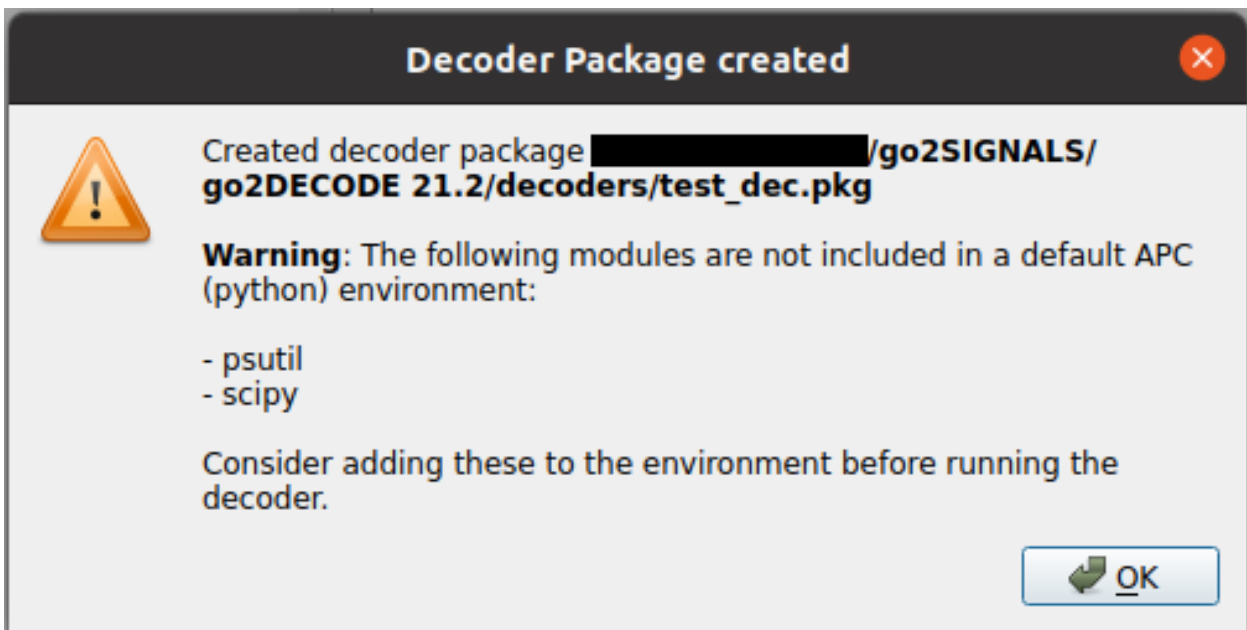 Decoder Package created
Created decoder package /go2SIGNALS/
go2DECODE 21.2/decoders/test_dec.pkg
Warning: The following modules are not included in a default APC
(python) environment:
- psutil
- scipy
Consider adding these to the environment before running the
decoder.
OK